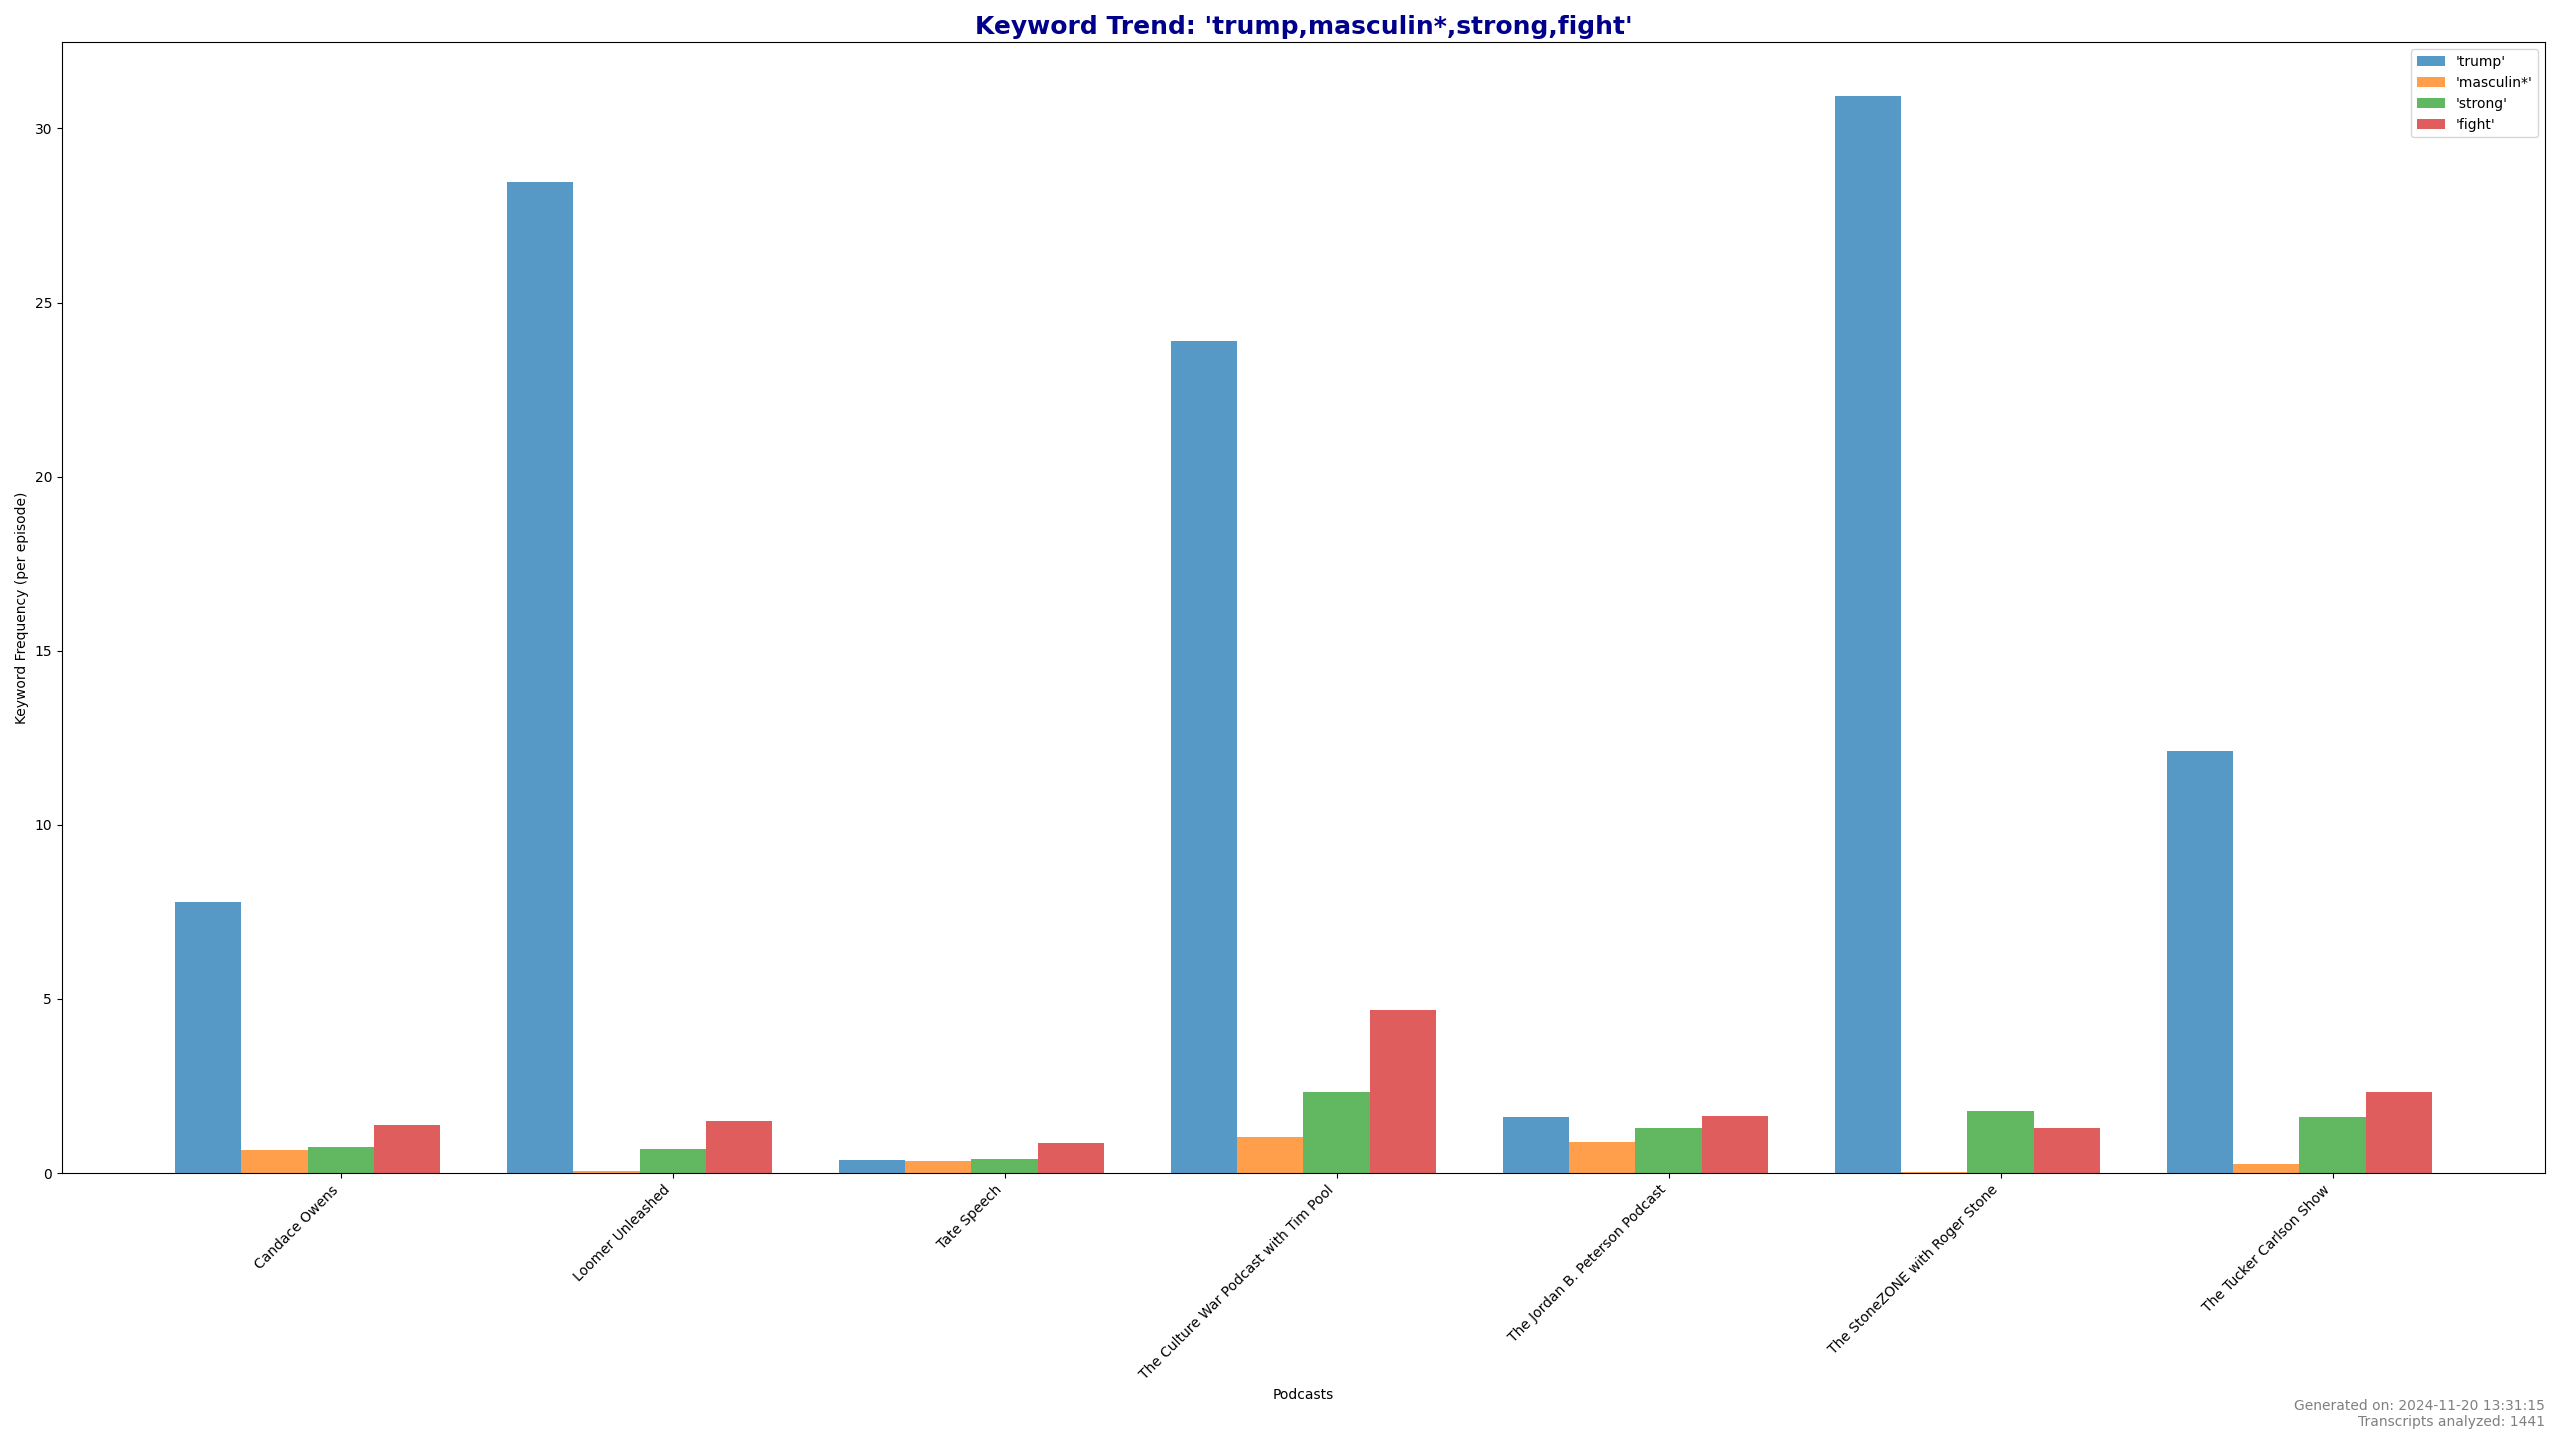 Keyword Trend: 'trump,masculin*,strong,fight'
'trump'
'masculin*'
'strong'
'fight'
Keyword Frequency (per episode)
30
25
20
15
10
5
0
Candace Owens
Loomer Unleashed
Tate Speech
The Culture War Podcast with Tim Pool
The Jordan B. Peterson Podcast
The StoneZONE with Roger Stone
The Tucker Carlson Show
Podcasts
Generated on: 2024-11-20 13:31:15
Transcripts analyzed: 1441